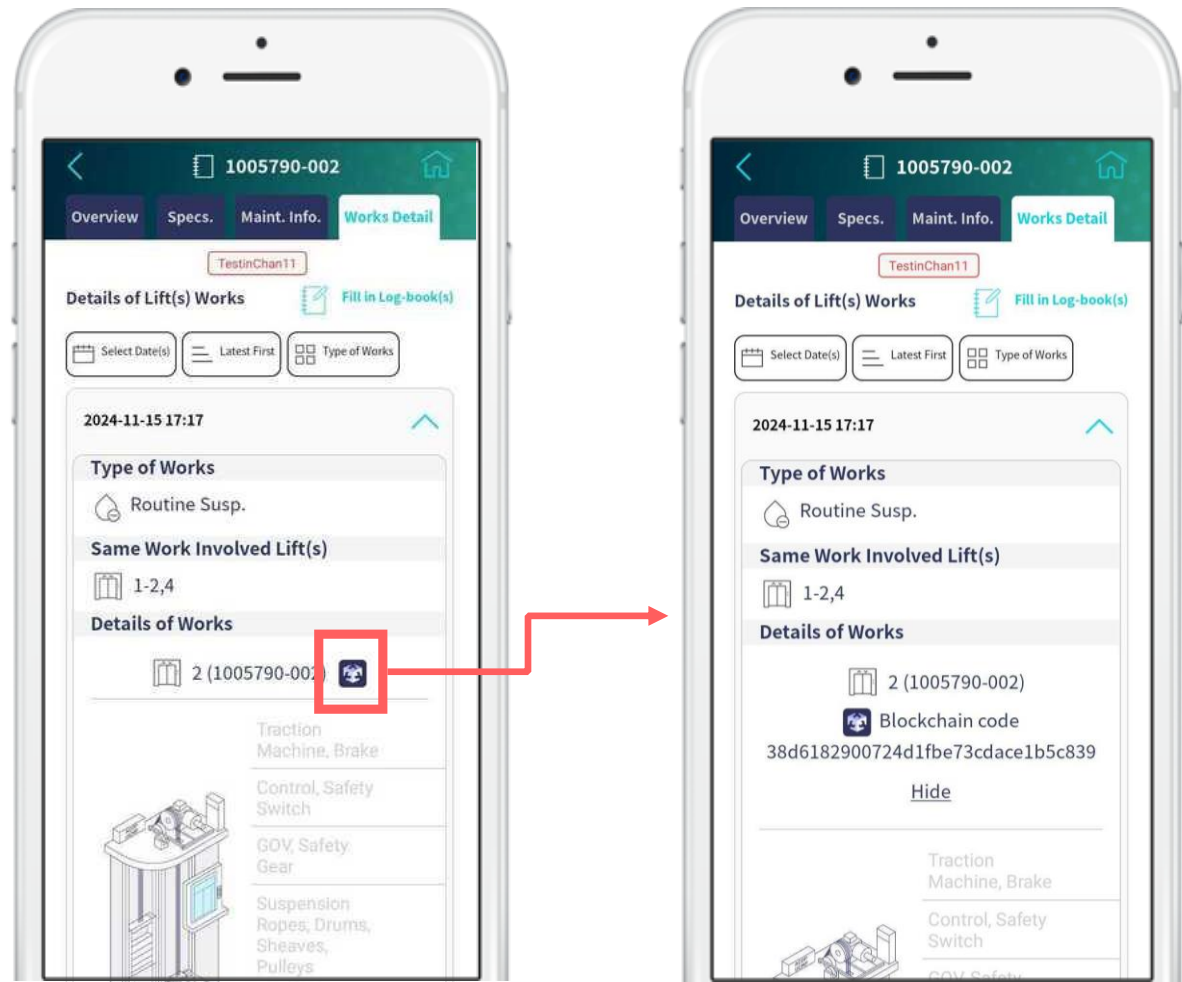 1005790-002
Overview Specs. Maint. Info. Works Detail
TestinChan11
Details of Lift(s) Works Fill in Log-book(s)
Select Date(s) Latest First Type of Works
2024-11-15 17:17
Type of Works
Routine Susp.
Same Work Involved Lift(s)
1-2,4
Details of Works
2 (1005790-002)
Traction
Machine, Brake
Control, Safety
Switch
GOV, Safety
Gear
Suspension
Ropes, Drums,
Sheaves,
Pulleys
1005790-002
Overview Specs. Maint. Info. Works Detail
TestinChan11
Details of Lift(s) Works Fill in Log-book(s)
Select Date(s) Latest First Type of Works
2024-11-15 17:17
Type of Works
Routine Susp.
Same Work Involved Lift(s)
1-2,4
Details of Works
2 (1005790-002)
Blockchain code
38d6182900724d1fbe73cdace1b5c839
Hide
Traction
Machine, Brake
Control, Safety
Switch
GOV, Safety